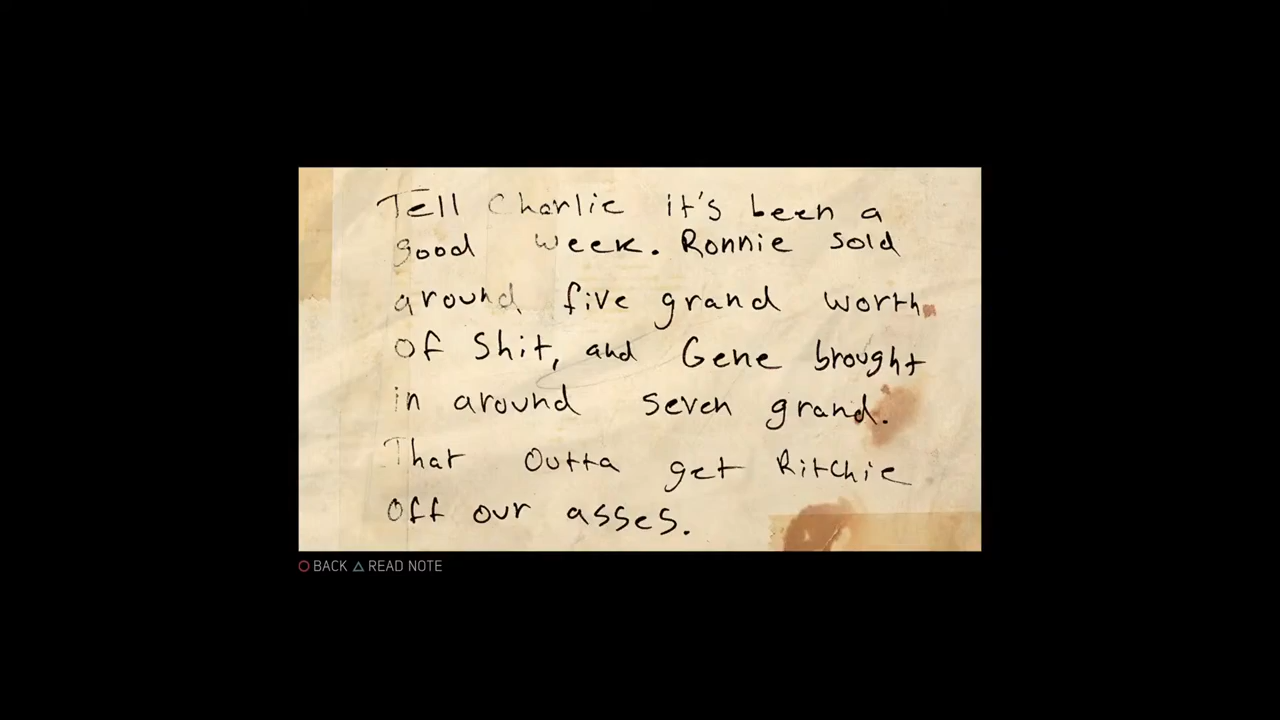 Tell Charlie it's been a
good week. Ronnie sold
around five grand worth
of Shit, and Gene brought
in around seven grand.
That Outta get Ritchie
off our asses.
BACK READ NOTE